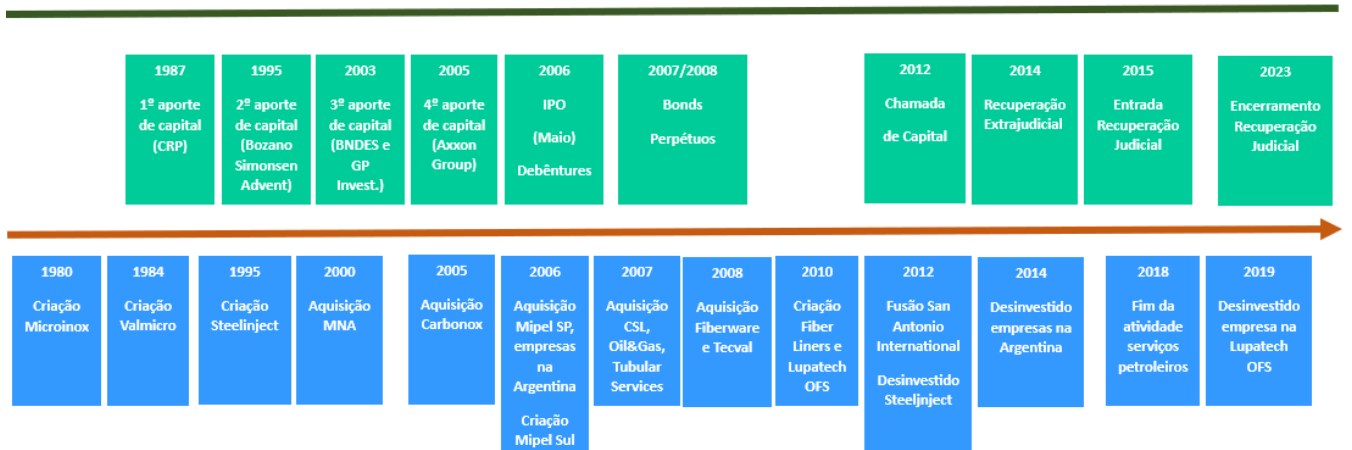 1987
1º aporte
de capital
(CRP)
1995
2º aporte
de capital
(Bozano
Simonsen
Advent)
2003
3º aporte
de capital
(BNDES e
GP
Invest.)
2005
4º aporte
de capital
(Axxon
Group)
2006
IPO
(Maio)
Debêntures
2007/2008
Bonds
Perpétuos
2012
Chamada
de Capital
2014
Recuperação
Extrajudicial
2015
Entrada
Recuperação
Judicial
2023
Encerramento
Recuperação
Judicial
1980
Criação
Microinox
1984
Criação
Valmicro
1995
Criação
Steelinject
2000
Aquisição
MNA
2005
Aquisição
Carbonox
2006
Aquisição
Mipel SP,
empresas
na
Argentina
Criação
Mipel Sul
2007
Aquisição
CSL,
Oil&Gas,
Tubular
Services
2008
Aquisição
Fiberware
e Tecval
2010
Criação
Fiber
Liners e
Lupatech
OFS
2012
Fusão San
Antonio
International
Desinvestido
Steeljnject
2014
Desinvestido
empresas na
Argentina
2018
Fim da
atividade
serviços
petroleiros
2019
Desinvestido
empresa na
Lupatech
OFS